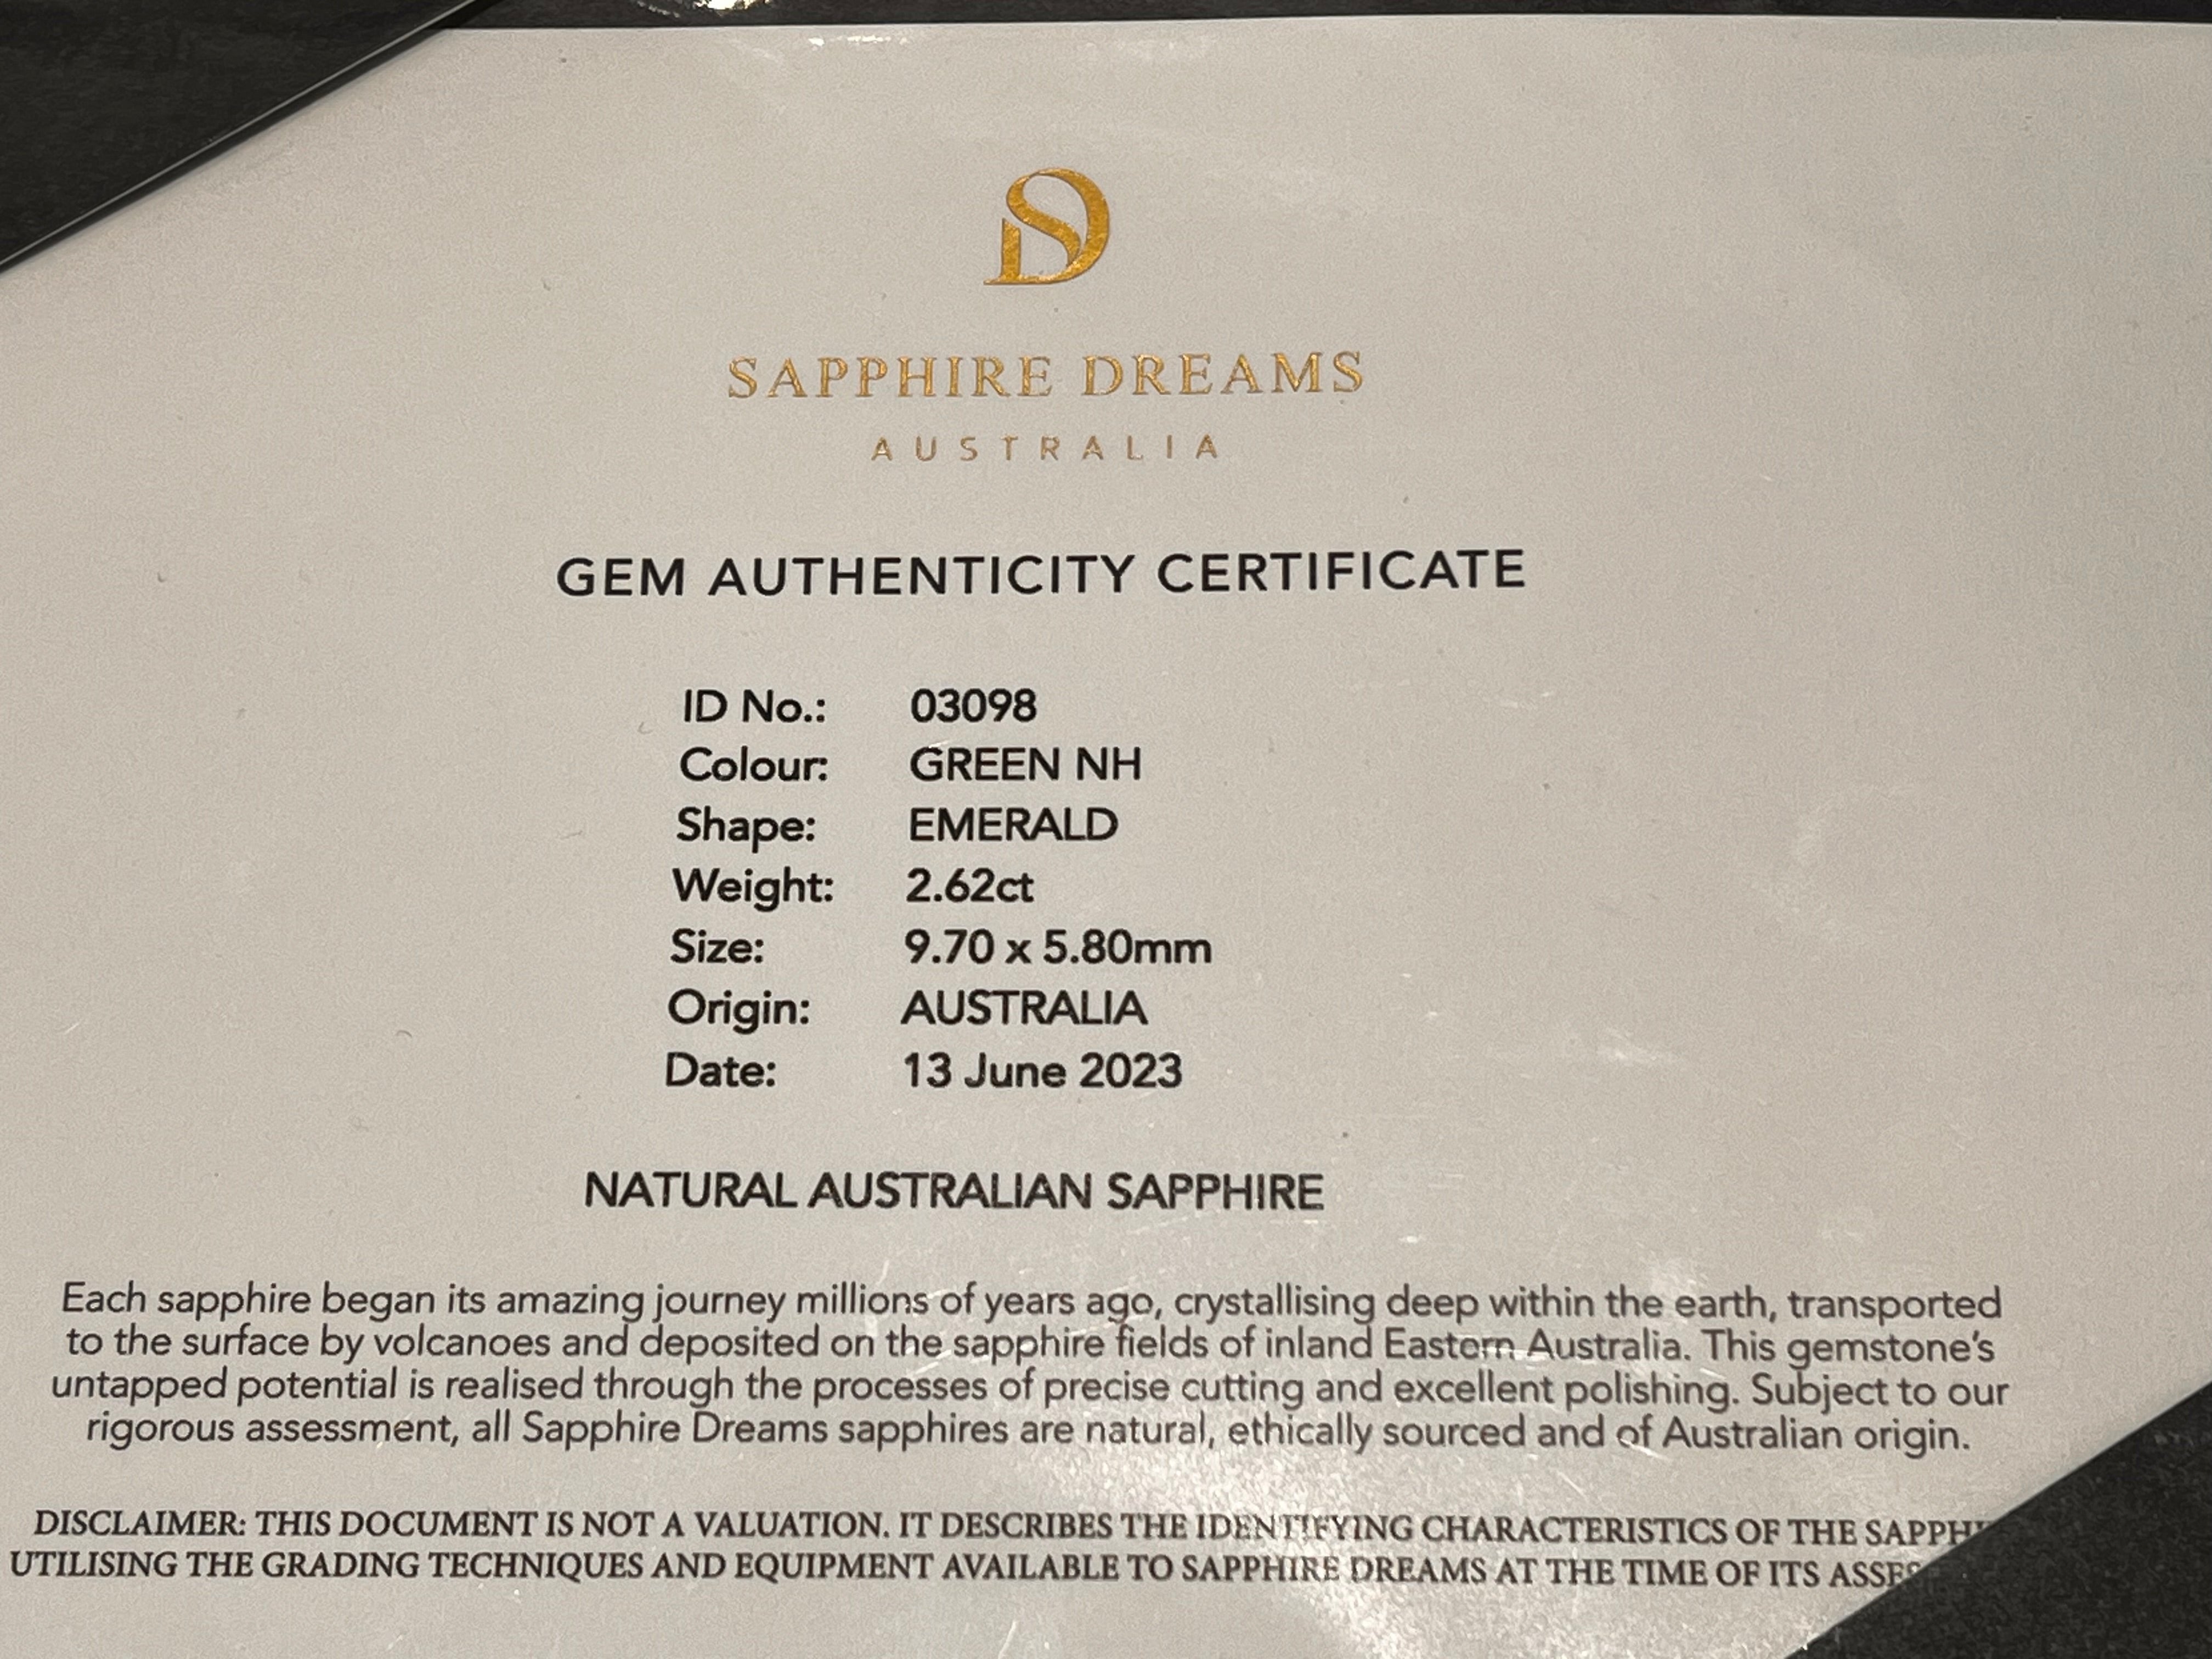 SD
SAPPHIRE DREAMS
AUSTRALIA
GEM AUTHENTICITY CERTIFICATE
ID No.: 03098
Colour: GREEN NH
Shape: EMERALD
Weight: 2.62ct
Size: 9.70 x 5.80mm
Origin: AUSTRALIA
Date: 13 June 2023
NATURAL AUSTRALIAN SAPPHIRE
Each sapphire began its amazing journey millions of years ago, crystallising deep within the earth, transported
to the surface by volcanoes and deposited on the sapphire fields of inland Eastern Australia. This gemstone's
untapped potential is realised through the processes of precise cutting and excellent polishing. Subject to our
rigorous assessment, all Sapphire Dreams sapphires are natural, ethically sourced and of Australian origin.
DISCLAIMER: THIS DOCUMENT IS NOT A VALUATION. IT DESCRIBES THE IDENTIFYING CHARACTERISTICS OF THE
UTILISING THE GRADING TECHNIQUES AND EQUIPMENT AVAILABLE TO SAPPHIRE DREAMS AT THE TIME OF ITS